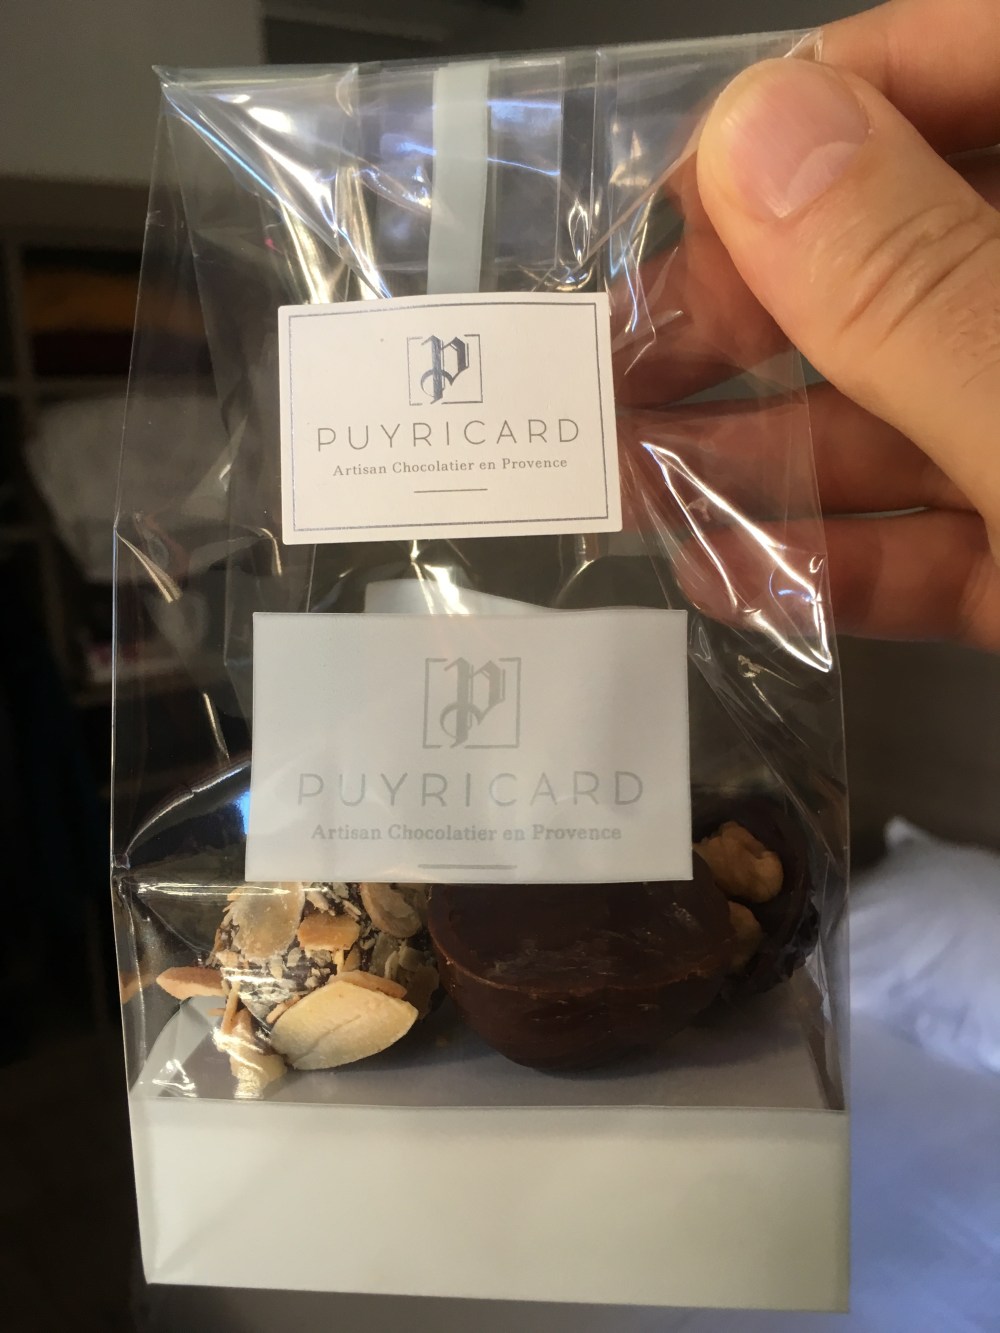 P
PUYRICARD
Artisan Chocolatier en Provence
P
PUYRICARD
Artisan Chocolatier en Provence